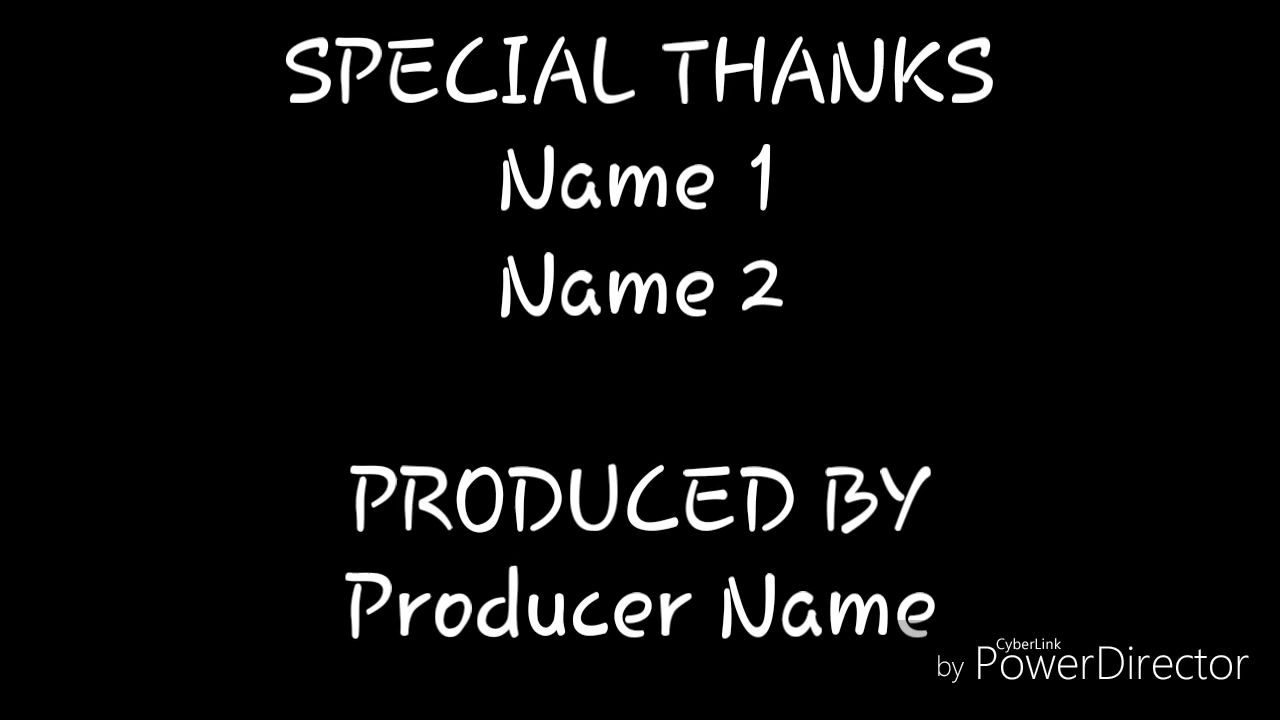 SPECIAL THANKS
Name 1
Name 2
PRODUCED BY
Producer Name
CyberLink
by PowerDirector